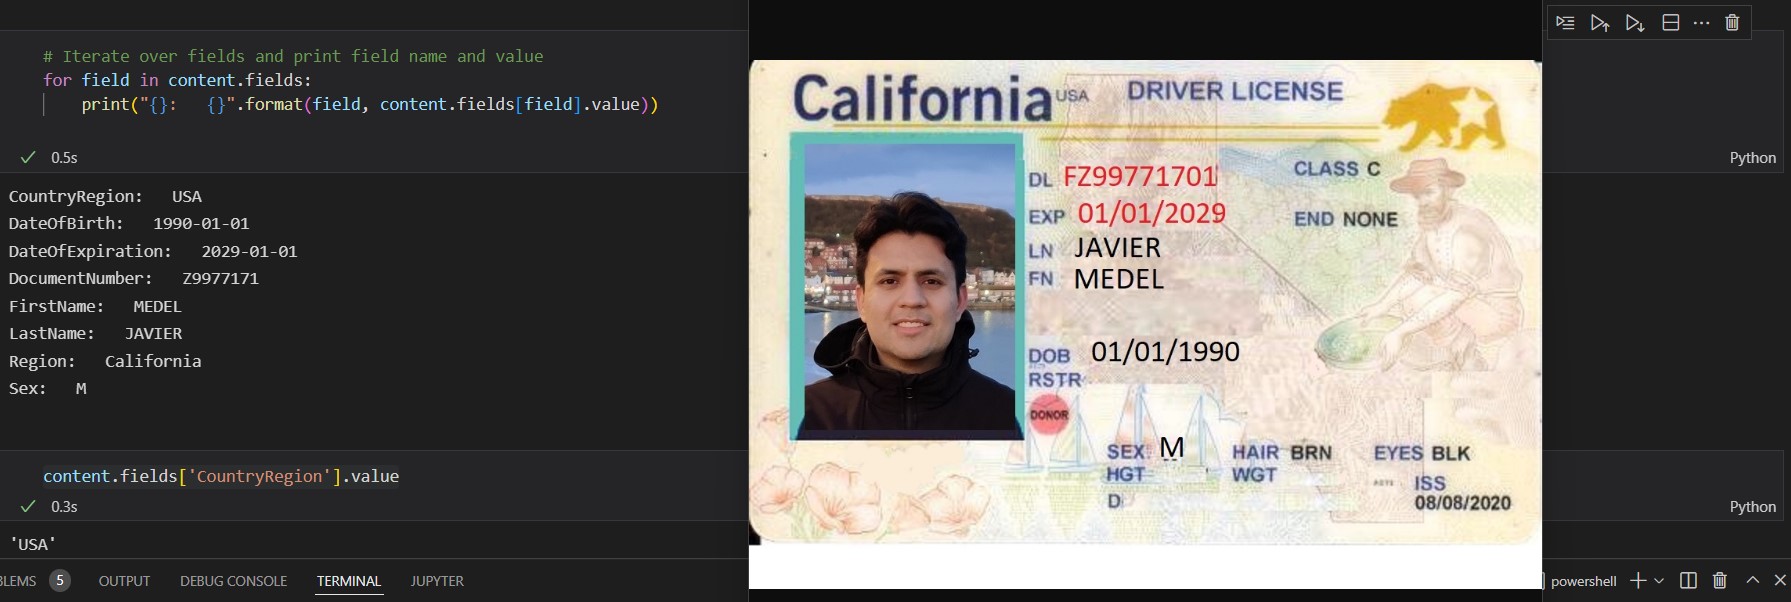 # Iterate over fields and print field name and value
for field in content.fields:
    print("{}:   {}".format(field, content.fields[field].value))
0.5s
Python
CountryRegion:   USA
DateOfBirth:   1990-01-01
DateOfExpiration:   2029-01-01
DocumentNumber:   Z9977171
FirstName:   MEDEL
LastName:   JAVIER
Region:   California
Sex:   M
content.fields['CountryRegion'].value
0.3s
Python
'USA'
BLEMS 5 OUTPUT DEBUG CONSOLE TERMINAL JUPYTER
powershell
California USA DRIVER LICENSE
DL FZ99771701
CLASS C
EXP 01/01/2029
END NONE
LN JAVIER
FN MEDEL
DOB 01/01/1990
RSTR
DONOR
SEX M HAIR BRN EYES BLK
HGT WGT ISS
D 08/08/2020